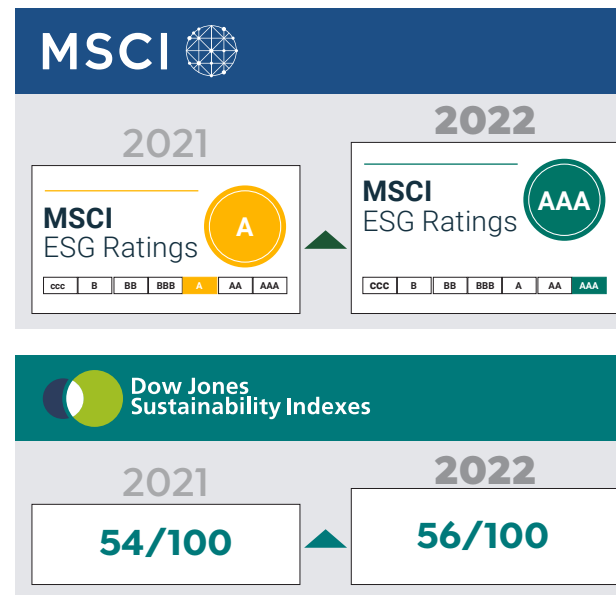 MSCI
2021
2022
MSCI
ESG Ratings
A
CCC B BB BBB A AA AAA
MSCI
ESG Ratings
AAA
CCC B BB BBB A AA AAA
Dow Jones
Sustainability Indexes
2021
2022
54/100
56/100